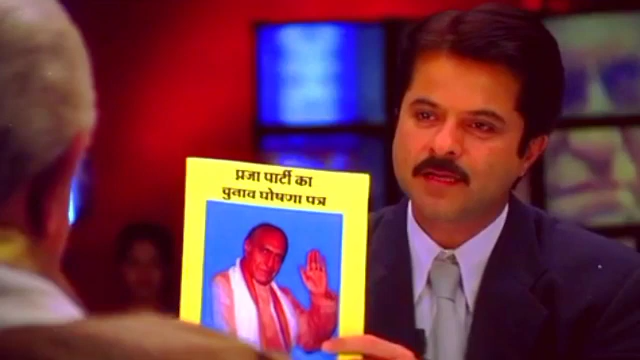 प्रजा पार्टी का
चुनाव घोषणा पत्र